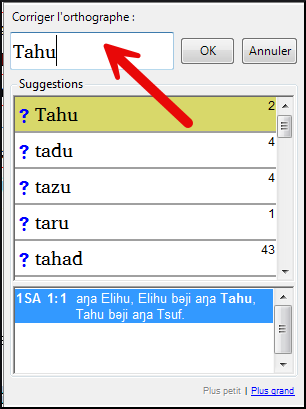 Corriger l'orthographe :
Tahu
OK
Annuler
Suggestions
? Tahu 2
? tadu 4
? tazu 4
? taru 1
? tahad 43
1SA 1:1 aŋa Elihu, Elihu bəji aŋa Tahu,
Tahu bəji aŋa Tsuf.
Plus petit | Plus grand